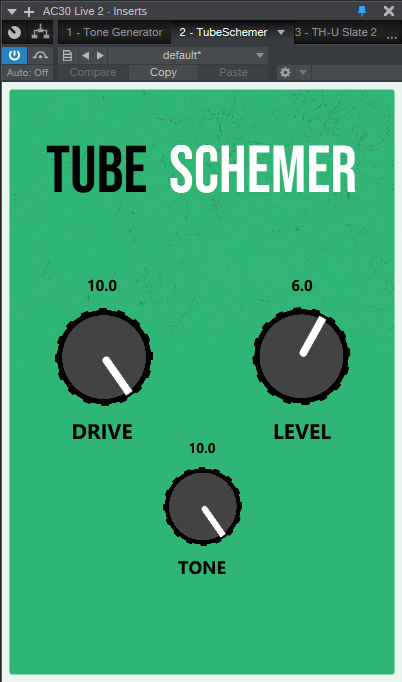 AC30 Live 2 - Inserts
1 - Tone Generator 2 - TubeSchemer 3 - TH-U Slate 2 ...
default*
Auto: Off Compare Copy Paste
TUBE SCHEMER
10.0 6.0
DRIVE LEVEL
10.0
TONE